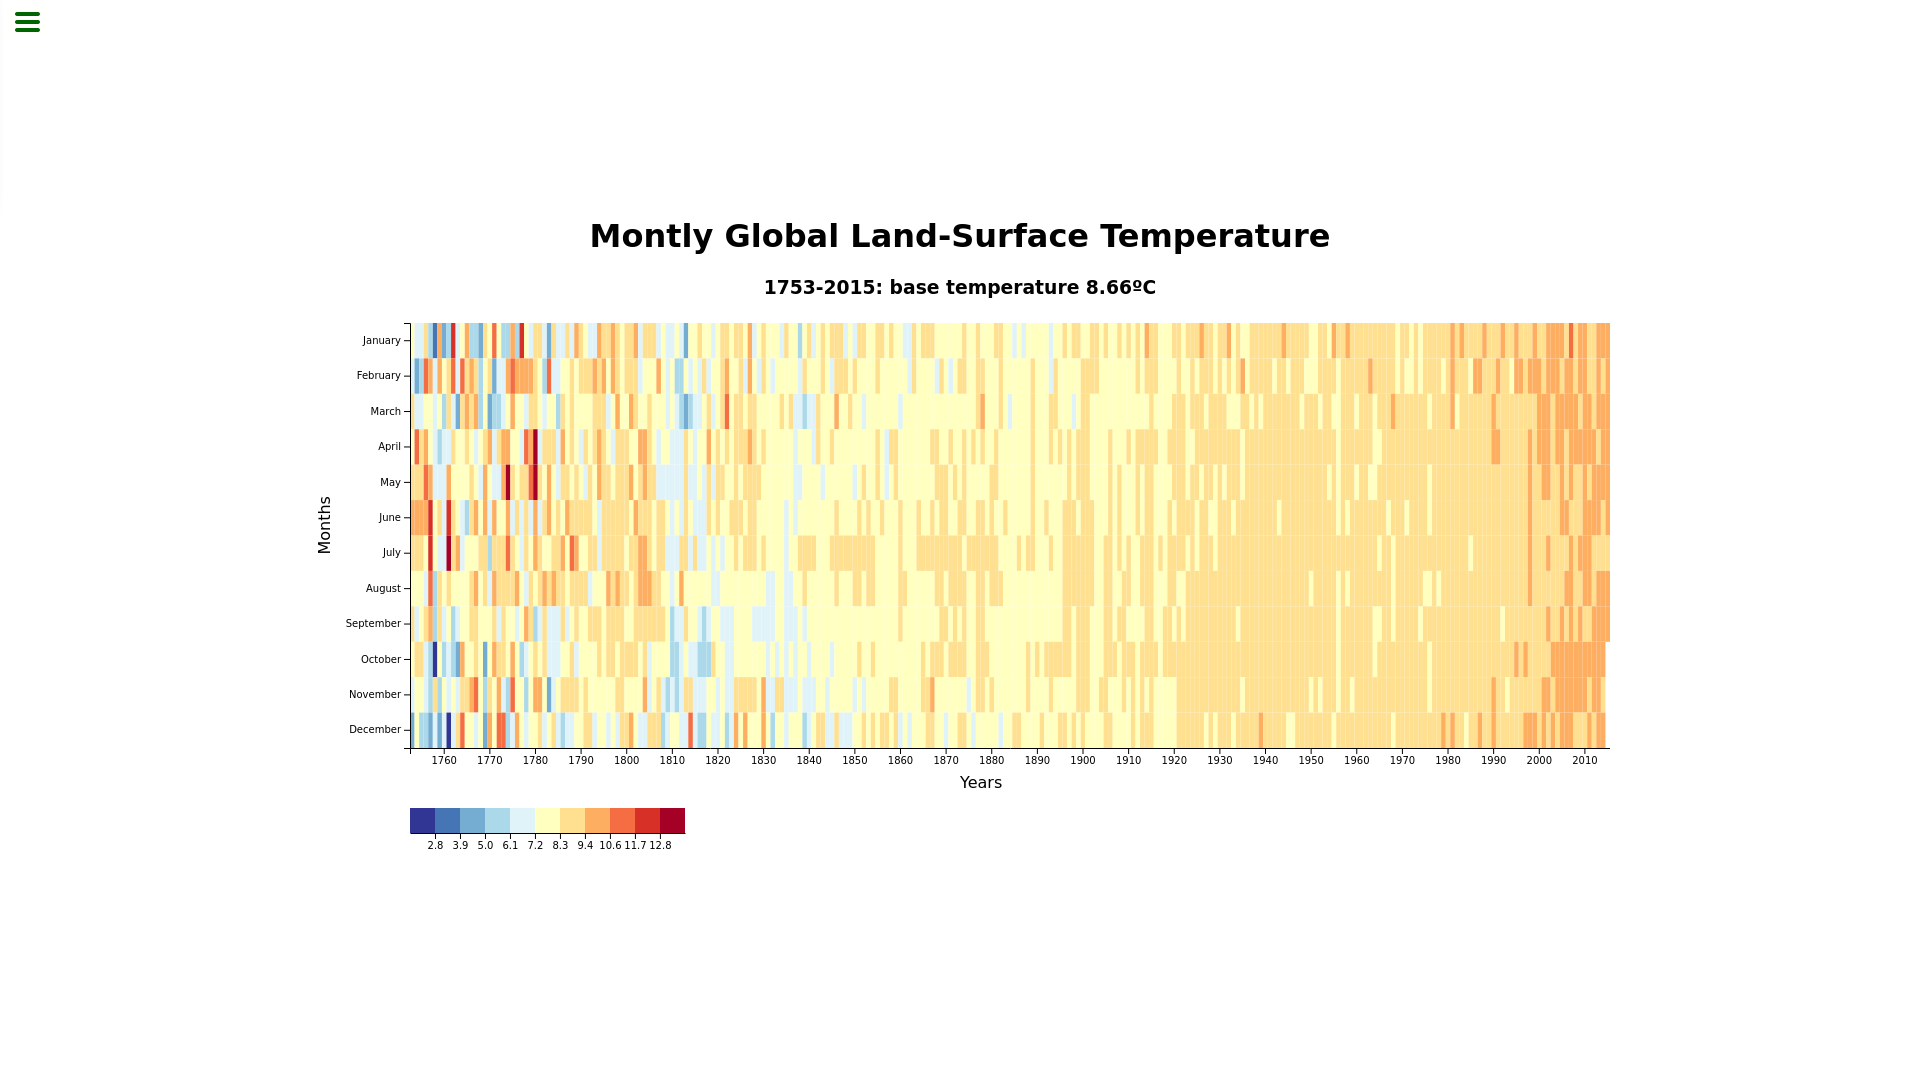 Montly Global Land-Surface Temperature
1753-2015: base temperature 8.66ºC
January
February
March
April
May
June
July
August
September
October
November
December
Months
1760 1770 1780 1790 1800 1810 1820 1830 1840 1850 1860 1870 1880 1890 1900 1910 1920 1930 1940 1950 1960 1970 1980 1990 2000 2010
Years
2.8 3.9 5.0 6.1 7.2 8.3 9.4 10.6 11.7 12.8